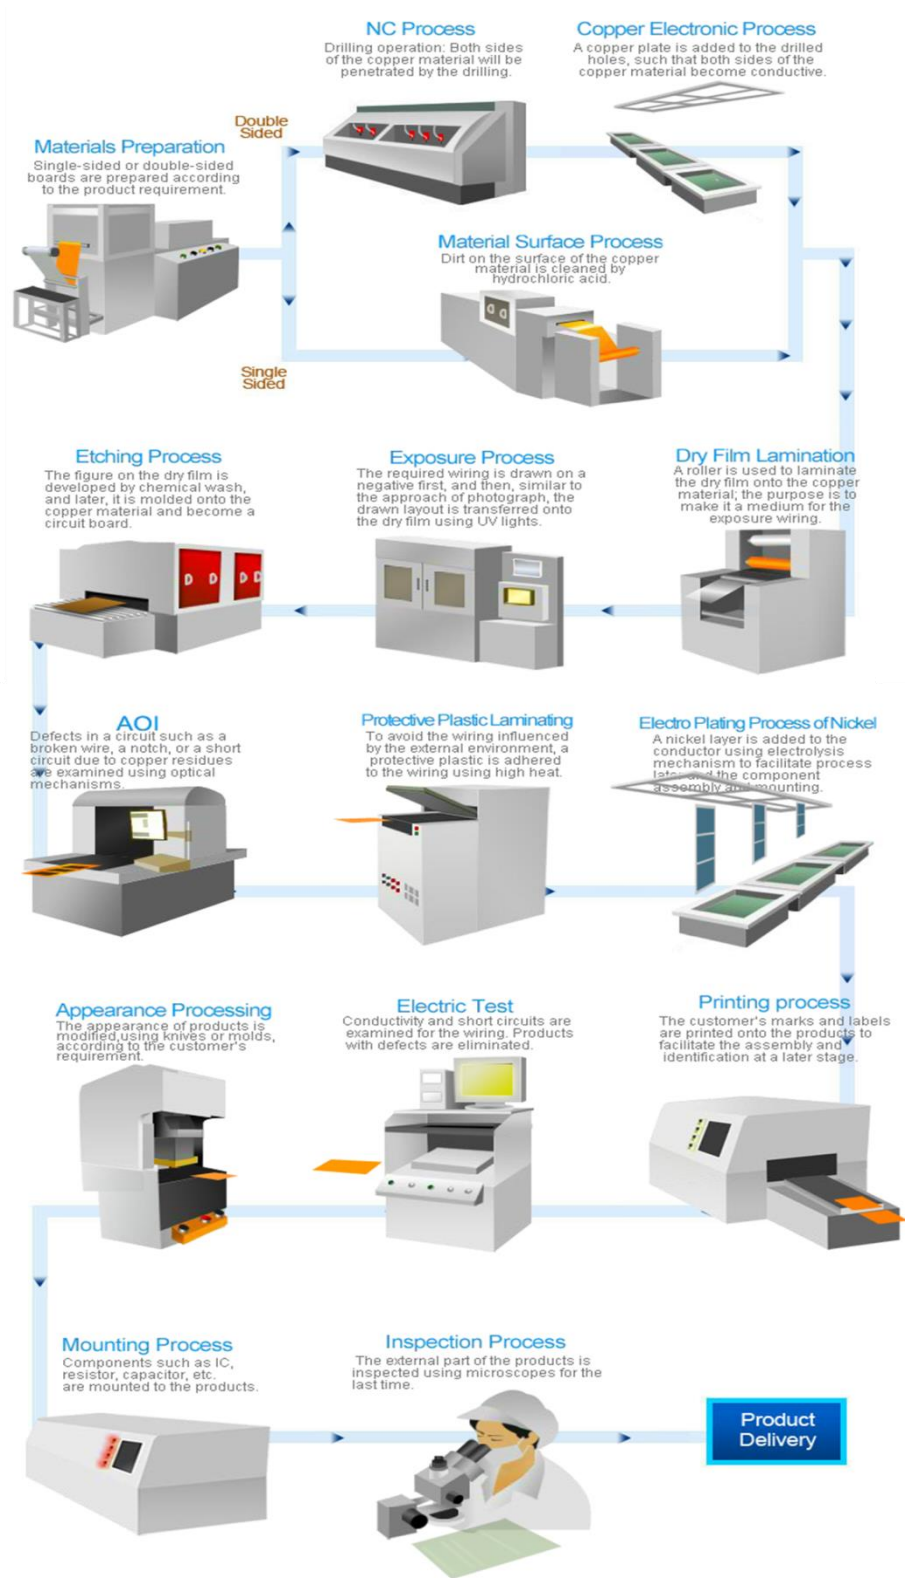 NC Process
Drilling operation: Both sides
of the copper material will be
penetrated by the drilling.
Copper Electronic Process
A copper plate is added to the drilled
holes, such that both sides of the
copper material become conductive.
Double
Sided
Materials Preparation
Single-sided or double-sided
boards are prepared according
to the product requirement.
Material Surface Process
Dirt on the surface of the copper
material is cleaned by
hydrochloric acid.
Single
Sided
Etching Process
The figure on the dry film is
developed by chemical wash,
and later, it is molded onto the
copper material and become a
circuit board.
Exposure Process
The required wiring is drawn on a
negative first, and then, similar to
the approach of photograph, the
drawn layout is transferred onto
the dry film using UV lights.
Dry Film Lamination
A roller is used to laminate
the dry film onto the copper
material; the purpose is to
make it a medium for the
exposure wiring.
AOI
Defects in a circuit such as a
broken wire, a notch, or a short
circuit due to copper residues
are examined using optical
mechanisms.
Protective Plastic Laminating
To avoid the wiring influenced
by the external environment, a
protective plastic is adhered
to the wiring using high heat.
Electro Plating Process of Nickel
A nickel layer is added to the
conductor using electrolysis
mechanism to facilitate process
later and the component
assembly and mounting.
Appearance Processing
The appearance of products is
modified,using knives or molds,
according to the customer's
requirement.
Electric Test
Conductivity and short circuits are
examined for the wiring. Products
with defects are eliminated.
Printing process
The customer's marks and labels
are printed onto the products to
facilitate the assembly and
identification at a later stage.
Mounting Process
Components such as IC,
resistor, capacitor, etc.
are mounted to the products.
Inspection Process
The external part of the products is
inspected using microscopes for the
last time.
Product
Delivery